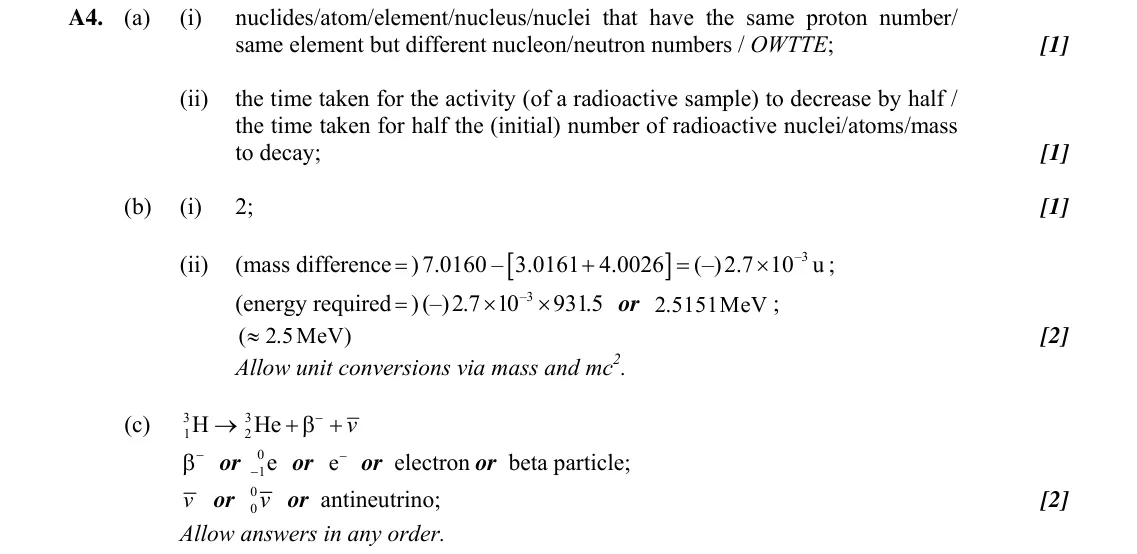 A4. (a) (i) nuclides/atom/element/nucleus/nuclei that have the same proton number/
same element but different nucleon/neutron numbers / OWTTE; [1]
(ii) the time taken for the activity (of a radioactive sample) to decrease by half /
the time taken for half the (initial) number of radioactive nuclei/atoms/mass
to decay; [1]
(b) (i) 2; [1]
(ii) (mass difference=)7.0160−[3.0161+4.0026]=(−)2.7×10⁻³ u;
(energy required=)(−)2.7×10⁻³×931.5 or 2.5151MeV;
(≈ 2.5MeV) [2]
Allow unit conversions via mass and mc².
(c) ³₁H → ³₂He + β⁻ + v̅
β⁻ or ⁰₋₁e or e⁻ or electron or beta particle;
v̅ or ⁰₀v̅ or antineutrino; [2]
Allow answers in any order.